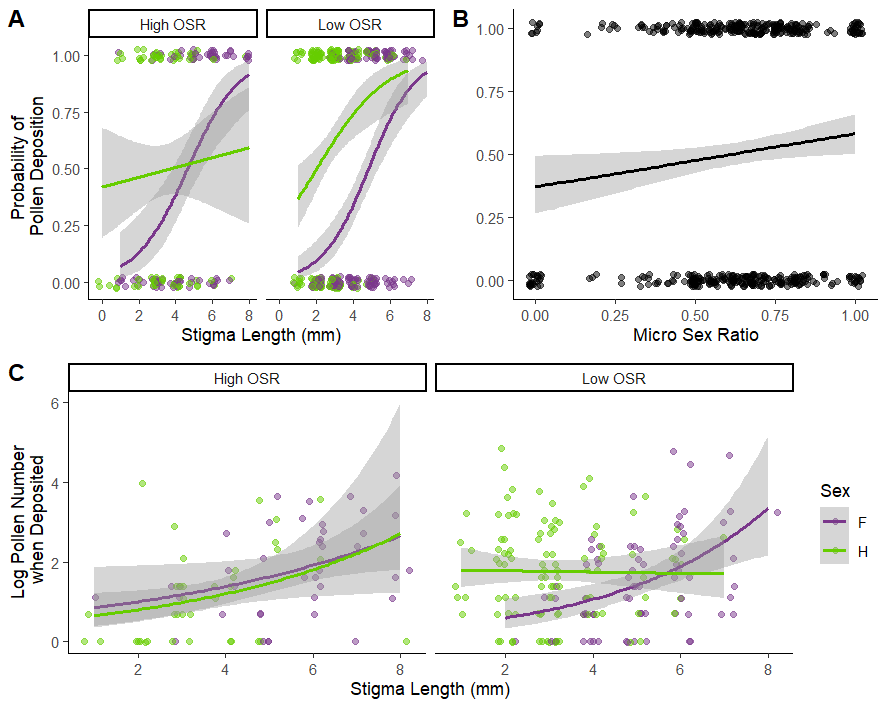 A
High OSR
Low OSR
Probability of
Pollen Deposition
1.00
0.75
0.50
0.25
0.00
0 2 4 6 8
0 2 4 6 8
Stigma Length (mm)
B
1.00
0.75
0.50
0.25
0.00
0.00 0.25 0.50 0.75 1.00
Micro Sex Ratio
C
High OSR
Low OSR
Log Pollen Number
when Deposited
6
4
2
0
2 4 6 8
2 4 6 8
Stigma Length (mm)
Sex
F
H